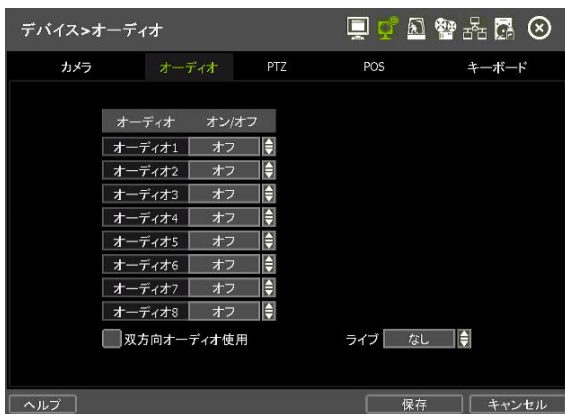 デバイス>オーディオ
カメラ オーディオ PTZ POS キーボード
オーディオ オン/オフ
オーディオ1 オフ
オーディオ2 オフ
オーディオ3 オフ
オーディオ4 オフ
オーディオ5 オフ
オーディオ6 オフ
オーディオ7 オフ
オーディオ8 オフ
双方向オーディオ使用 ライブ なし
ヘルプ 保存 キャンセル